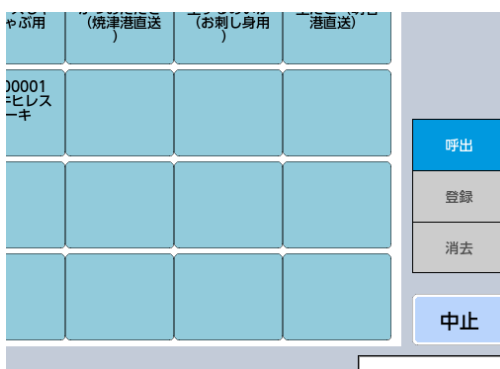 ゃぶ用
(焼津港直送
)
(お刺し身用
)
港直送)
00001
ヒレス
ーキ
呼出
登録
消去
中止